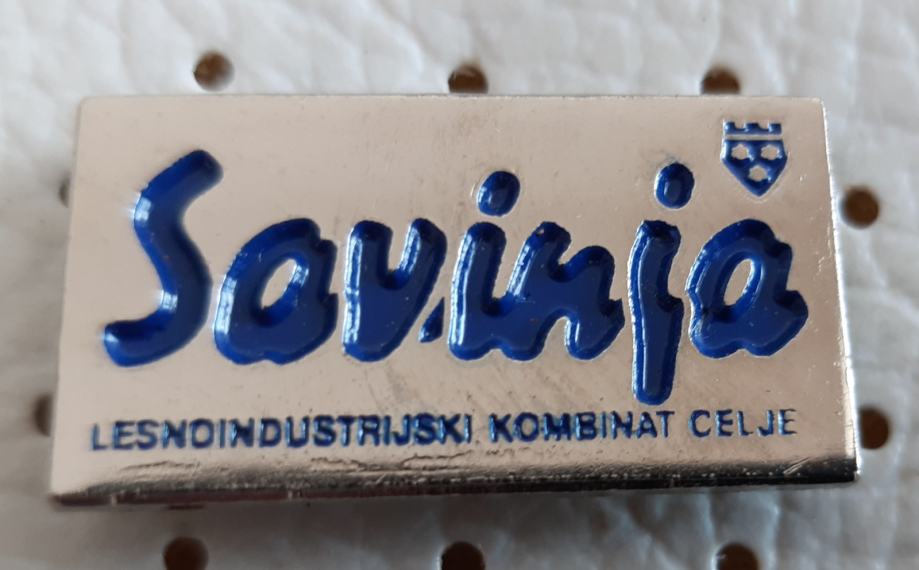 Savinja
LESNOINDUSTRIJSKI KOMBINAT CELJE